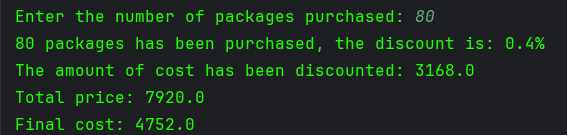 Enter the number of packages purchased: 80
80 packages has been purchased, the discount is: 0.4%
The amount of cost has been discounted: 3168.0
Total price: 7920.0
Final cost: 4752.0